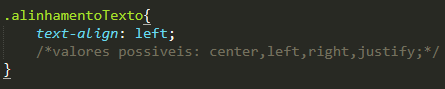 .alinhamentoTexto{
    text-align: left;
    /*valores possiveis: center,left,right,justify;*/
}